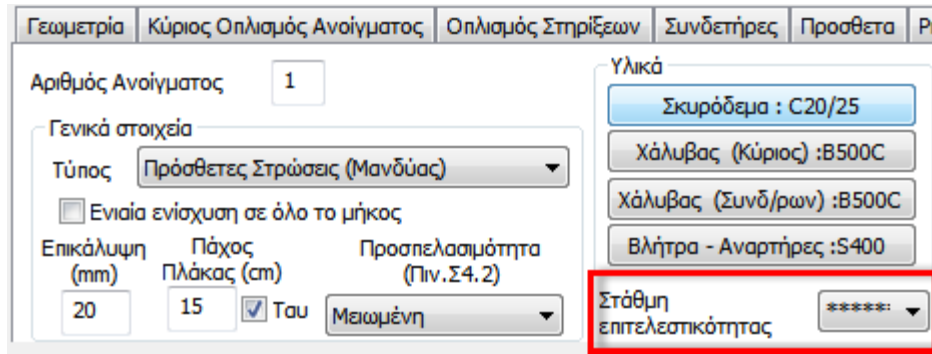 Γεωμετρία Κύριος Οπλισμός Ανοίγματος Οπλισμός Στηρίξεων Συνδετήρες Προσθετα
Αριθμός Ανοίγματος 1
Υλικά
Σκυρόδεμα : C20/25
Γενικά στοιχεία
Χάλυβας (Κύριος) :B500C
Τύπος Πρόσθετες Στρώσεις (Μανδύας)
Χάλυβας (Συνδ/ρων) :B500C
Ενιαία ενίσχυση σε όλο το μήκος
Βλήτρα - Αναρτήρες :S400
Επικάλυψη (mm)
Πάχος Πλάκας (cm)
Προσπελασιμότητα (Πιν.Σ4.2)
20 15 Ταυ Μειωμένη
Στάθμη επιτελεστικότητας *****